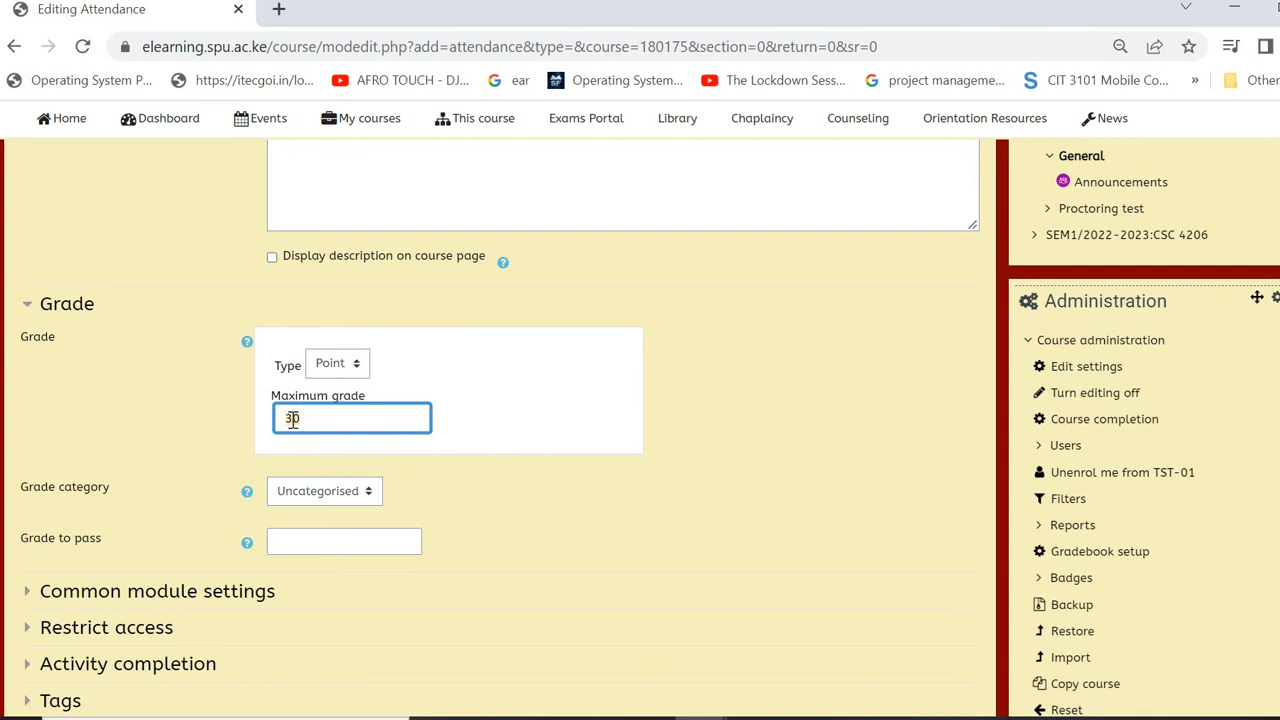 Editing Attendance
elearning.spu.ac.ke/course/modedit.php?add=attendance&type=&course=180175&section=0&return=0&sr=0
Operating System P... https://itecgoi.in/lo... AFRO TOUCH - DJ... ear Operating System... The Lockdown Sess... project manageme... CIT 3101 Mobile Co... » Other
Home Dashboard Events My courses This course Exams Portal Library Chaplaincy Counseling Orientation Resources News
General
Announcements
Proctoring test
SEM1/2022-2023:CSC 4206
Display description on course page
Grade
Grade
Type Point
Maximum grade
30
Grade category
Uncategorised
Grade to pass
Common module settings
Restrict access
Activity completion
Tags
Administration
Course administration
Edit settings
Turn editing off
Course completion
Users
Unenrol me from TST-01
Filters
Reports
Gradebook setup
Badges
Backup
Restore
Import
Copy course
Reset